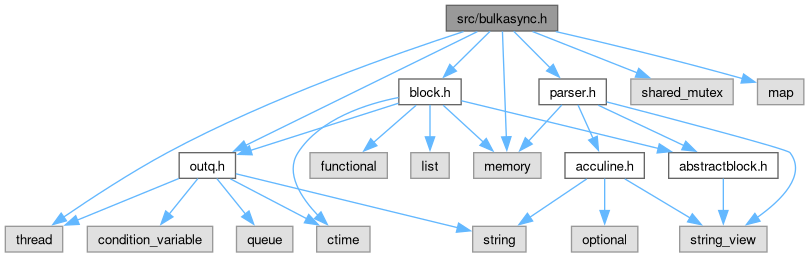 src/bulkasync.h
block.h
parser.h
shared_mutex
map
outq.h
functional
list
memory
acculine.h
abstractblock.h
thread
condition_variable
queue
ctime
string
optional
string_view